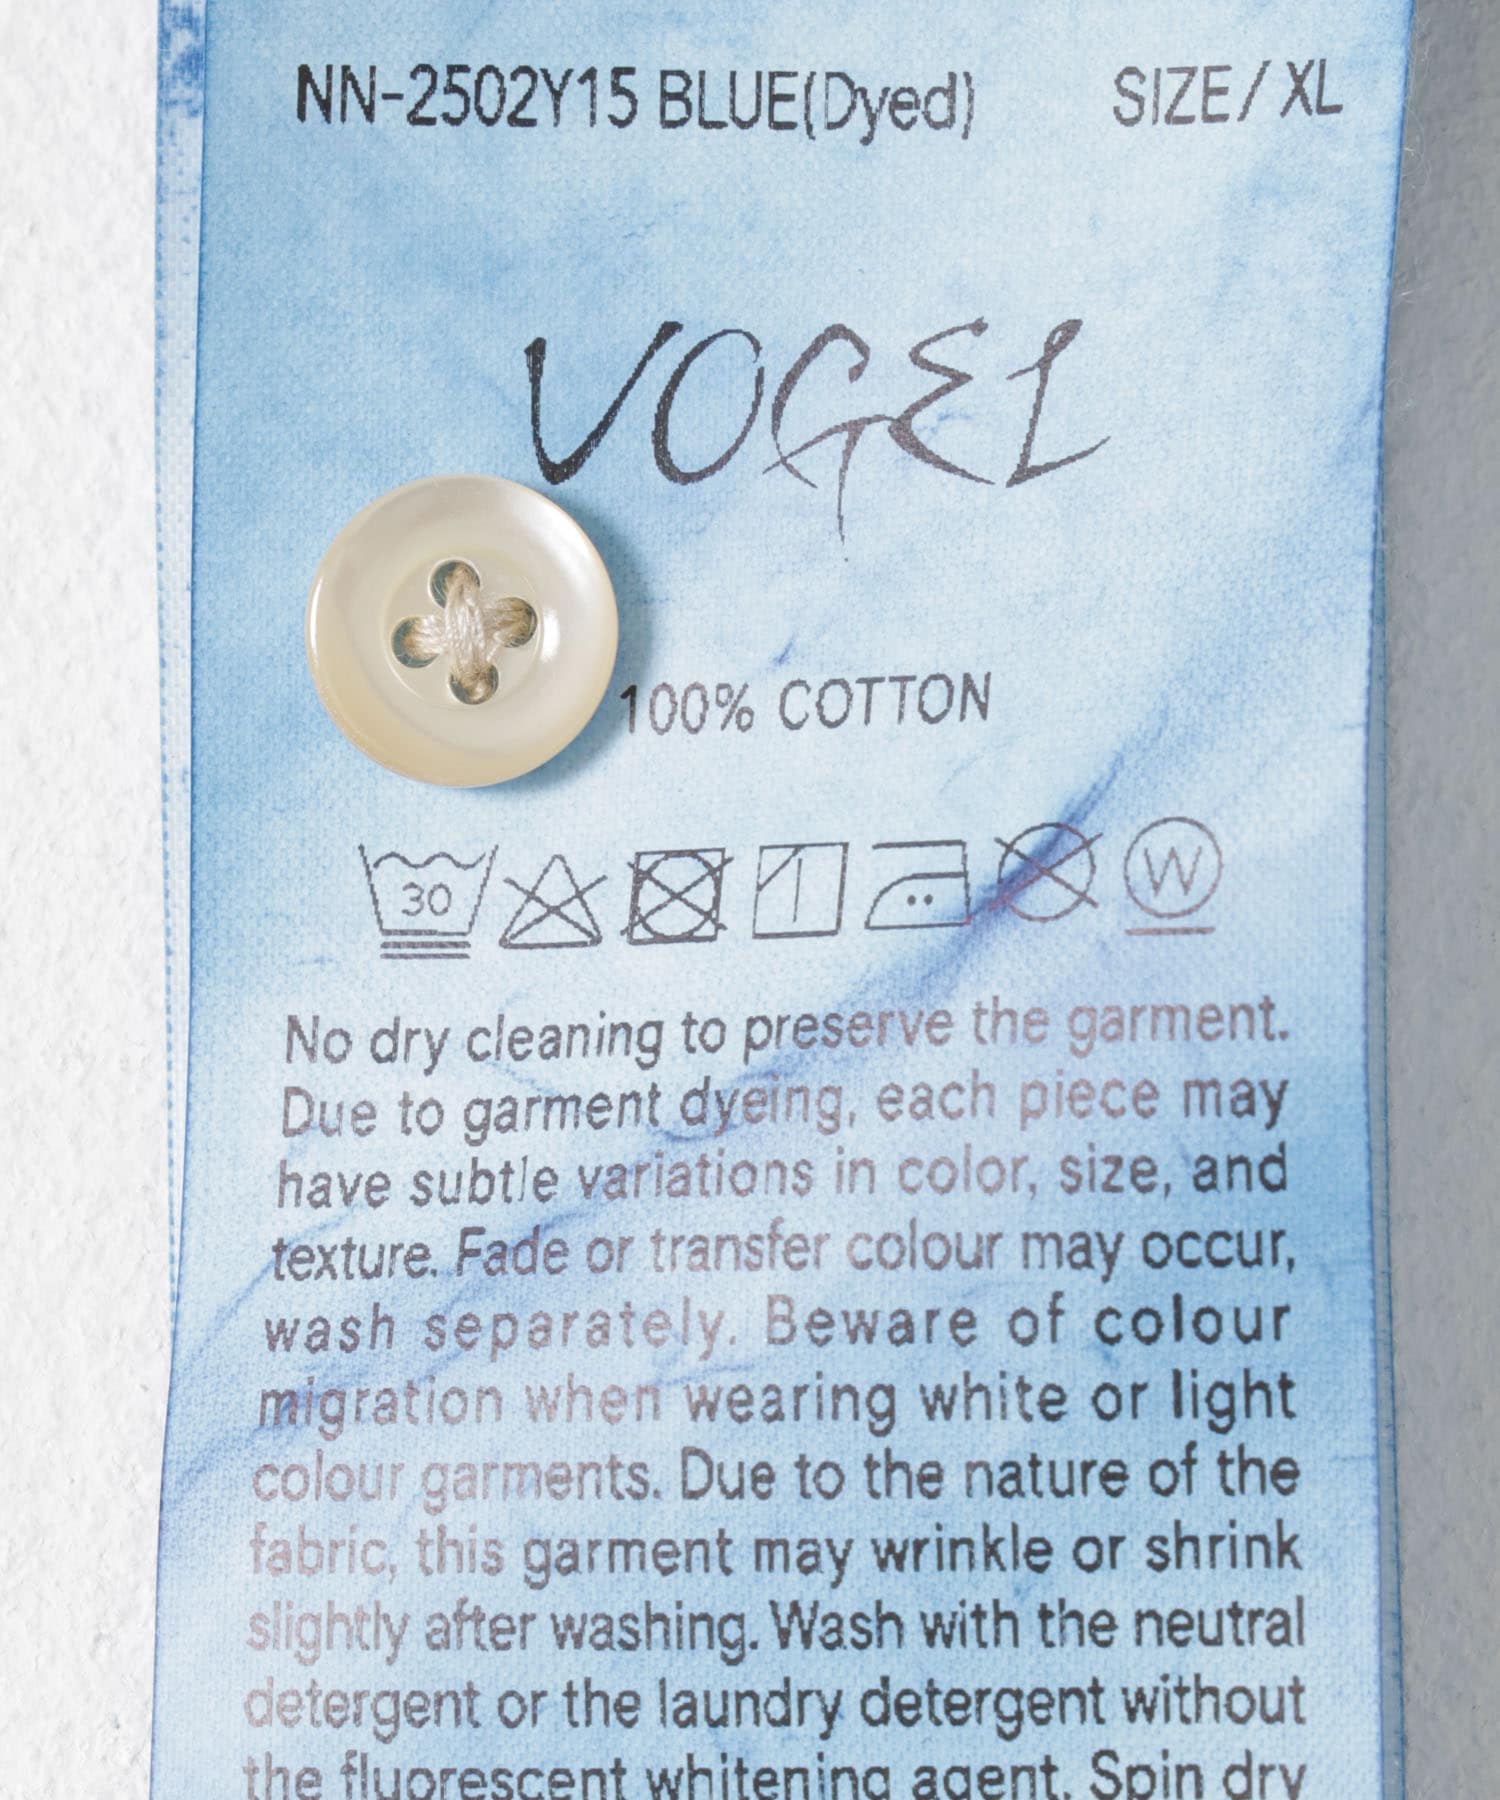 NN-2502Y15 BLUE(Dyed) SIZE/ XL
VOGEL
100% COTTON
30 W
No dry cleaning to preserve the garment.
Due to garment dyeing, each piece may
have subtle variations in color, size, and
texture. Fade or transfer colour may occur,
wash separately. Beware of colour
migration when wearing white or light
colour garments. Due to the nature of the
fabric, this garment may wrinkle or shrink
slightly after washing. Wash with the neutral
detergent or the laundry detergent without
the fluorescent whitening agent. Spin dry